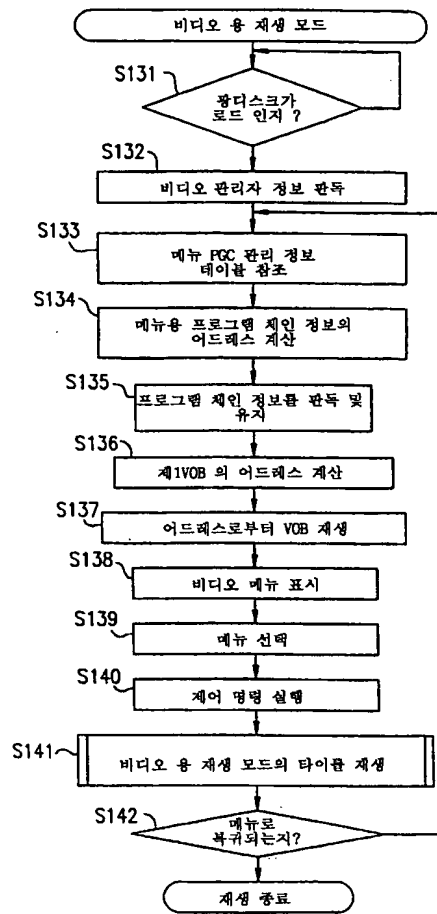 비디오 용 재생 모드
S131
광디스크가
로드 인지 ?
S132
비디오 관리자 정보 판독
S133
메뉴 PGC 관리 정보
테이블 참조
S134
메뉴용 프로그램 체인 정보의
어드레스 계산
S135
프로그램 체인 정보를 판독 및
유지
S136
제1VOB 의 어드레스 계산
S137
어드레스로부터 VOB 재생
S138
비디오 메뉴 표시
S139
메뉴 선택
S140
제어 명령 실행
S141
비디오 용 재생 모드의 타이틀 재생
S142
메뉴로
복귀되는지?
재생 종료